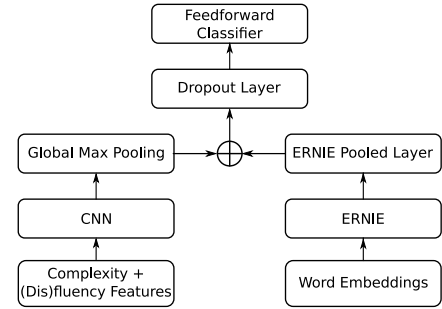 Feedforward
Classifier
Dropout Layer
Global Max Pooling
ERNIE Pooled Layer
CNN
ERNIE
Complexity +
(Dis)fluency Features
Word Embeddings